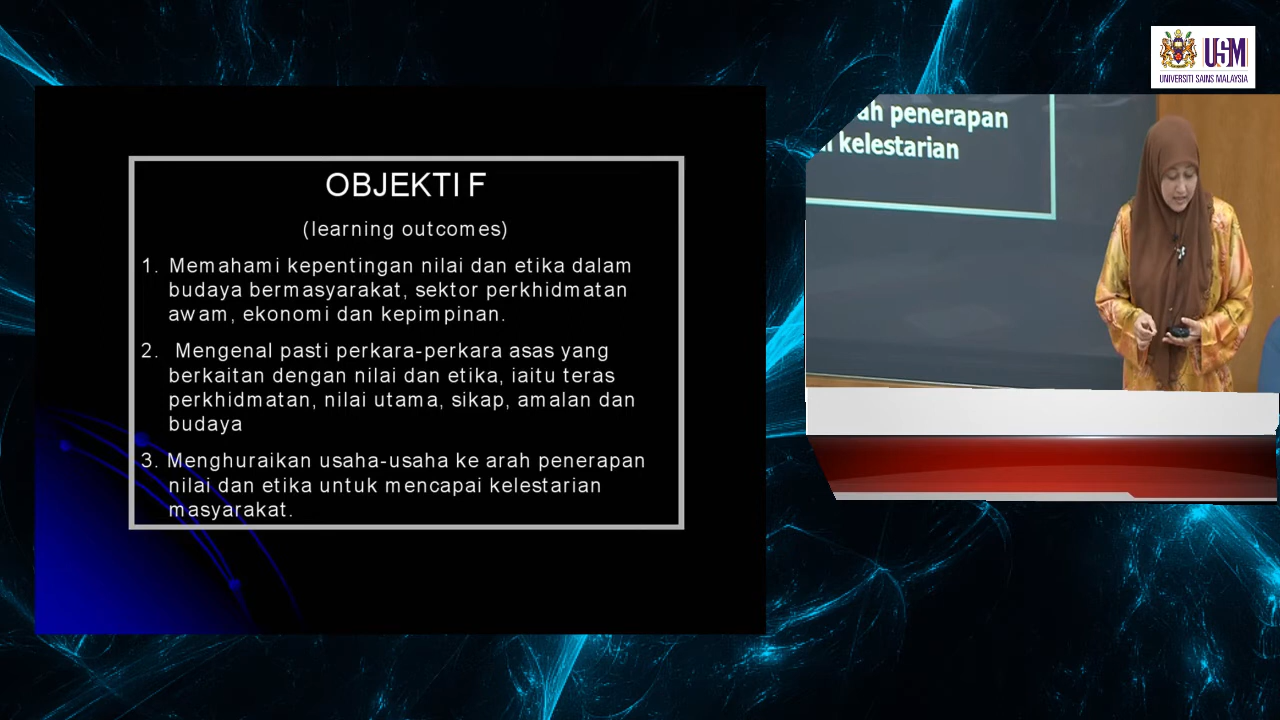 OBJEKTIF
(learning outcomes)
1. Memahami kepentingan nilai dan etika dalam
budaya bermasyarakat, sektor perkhidmatan
awam, ekonomi dan kepimpinan.
2. Mengenal pasti perkara-perkara asas yang
berkaitan dengan nilai dan etika, iaitu teras
perkhidmatan, nilai utama, sikap, amalan dan
budaya
3. Menghuraikan usaha-usaha ke arah penerapan
nilai dan etika untuk mencapai kelestarian
masyarakat.
USM
UNIVERSITI SAINS MALAYSIA
penerapan
kelestarian